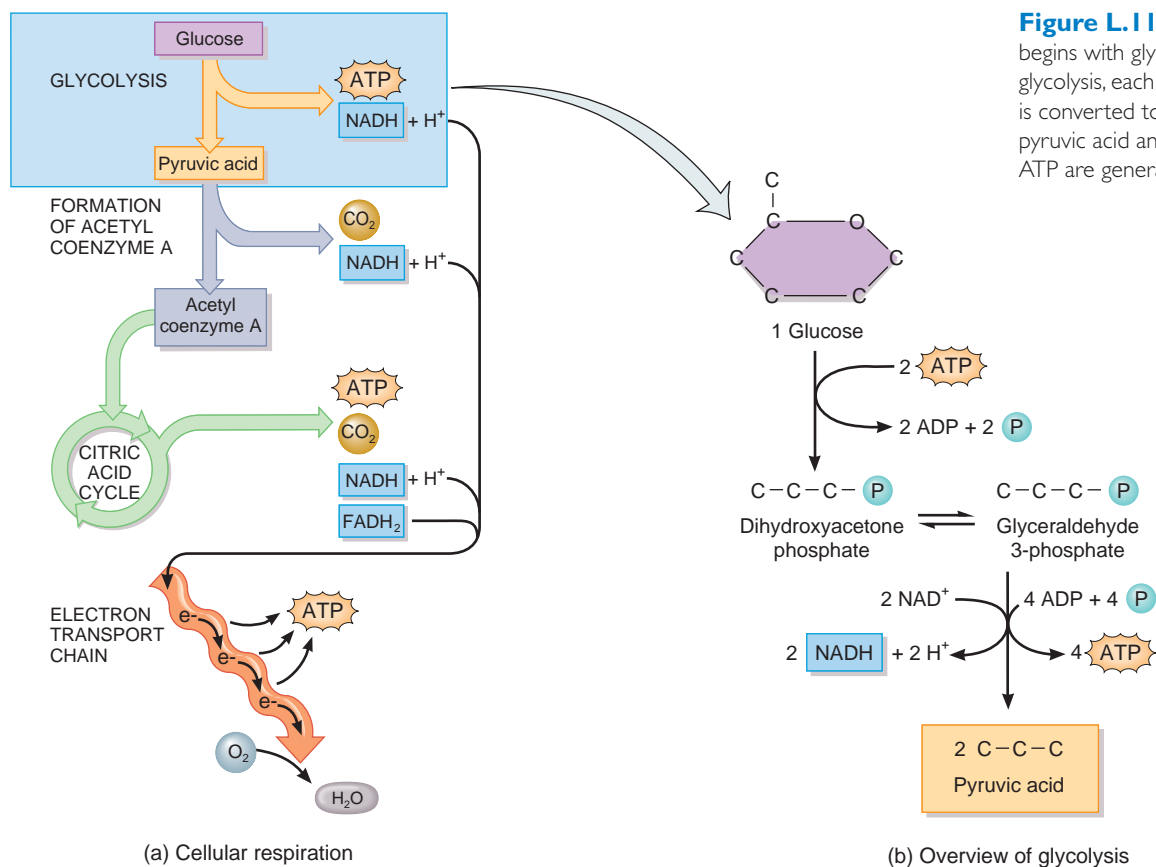 Glucose
GLYCOLYSIS
ATP
NADH + H⁺
Pyruvic acid
FORMATION
OF ACETYL
COENZYME A
CO₂
NADH + H⁺
Acetyl
coenzyme A
ATP
CO₂
CITRIC
ACID
CYCLE
NADH + H⁺
FADH₂
ELECTRON
TRANSPORT
CHAIN
e-
e-
e-
ATP
O₂
H₂O
(a) Cellular respiration
Figure L.11
begins with gly
glycolysis, each
is converted to
pyruvic acid an
ATP are genera
C
C O
C C
C C
1 Glucose
2 ATP
2 ADP + 2 P
C – C – C – P
Dihydroxyacetone
phosphate
C – C – C – P
Glyceraldehyde
3-phosphate
2 NAD⁺
4 ADP + 4 P
2 NADH + 2 H⁺
4 ATP
2 C – C – C
Pyruvic acid
(b) Overview of glycolysis